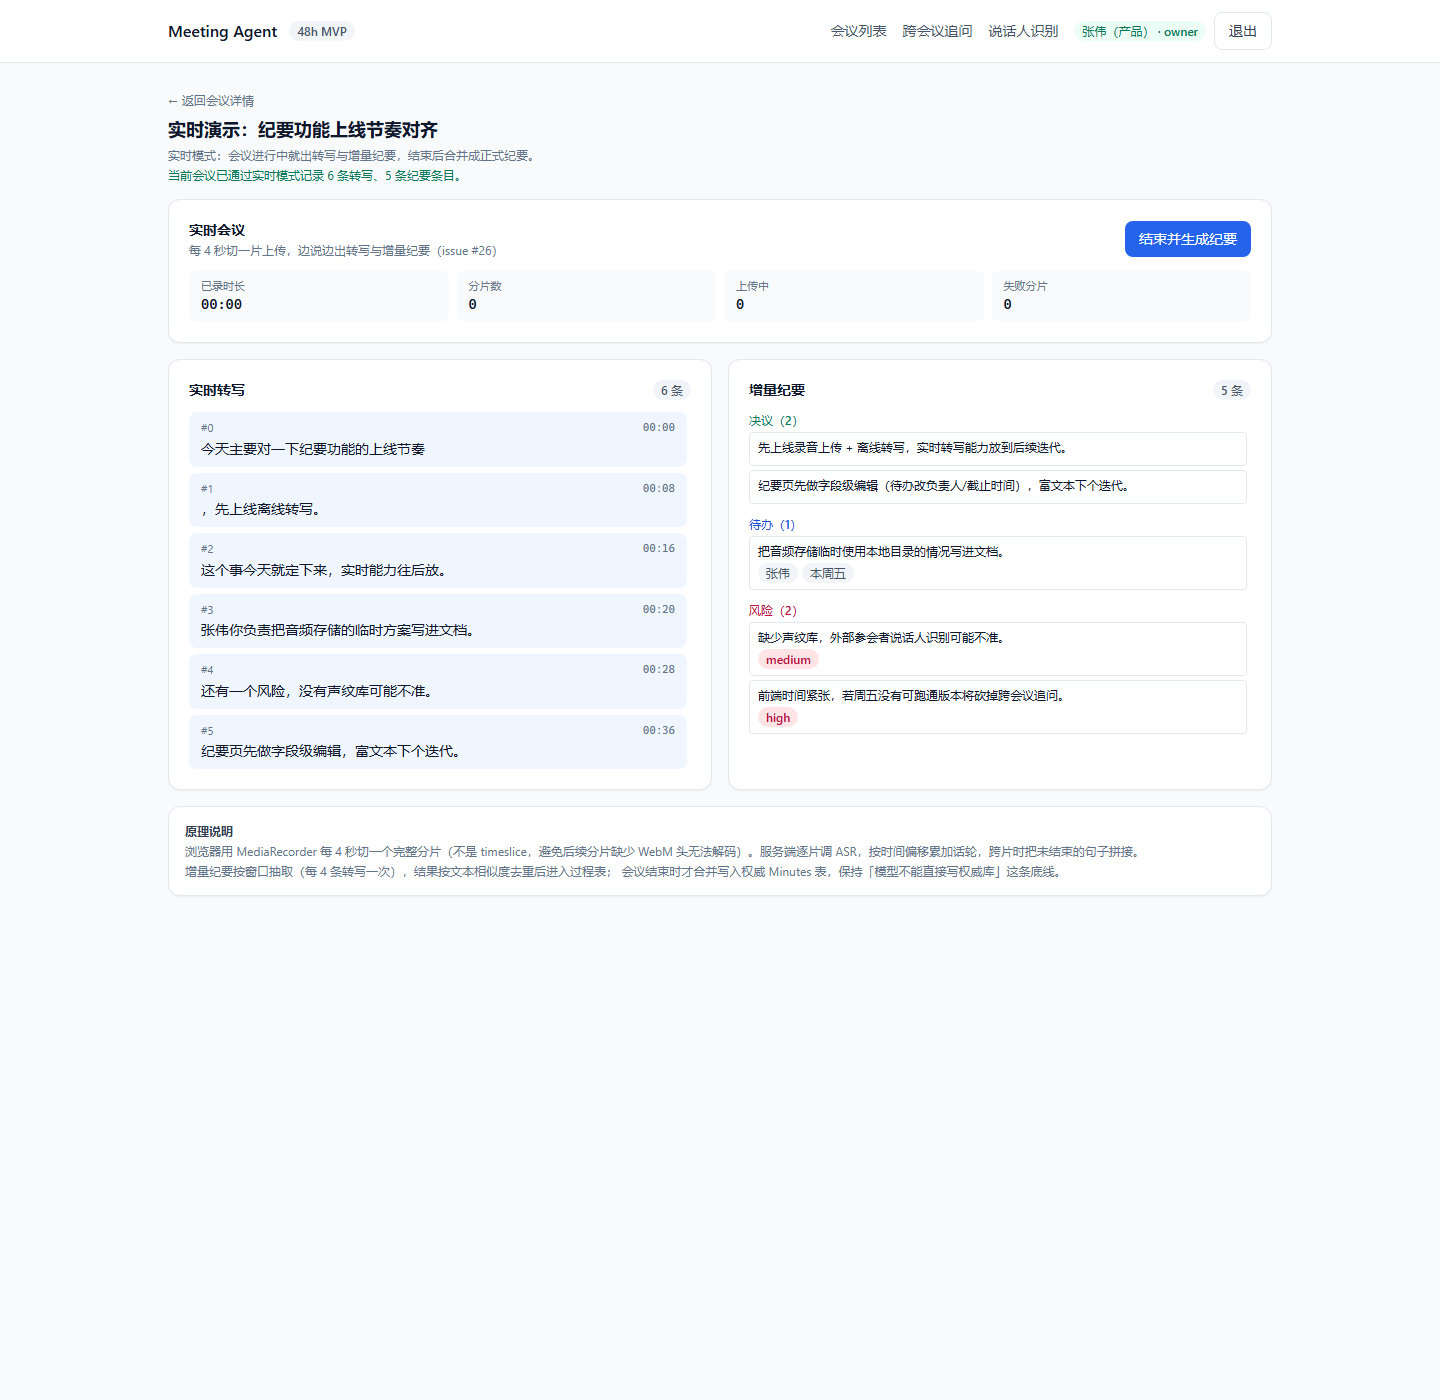 Meeting Agent 48h MVP 会议列表 跨会议追问 说话人识别 张伟（产品） · owner 退出
← 返回会议详情
实时演示：纪要功能上线节奏对齐
实时模式：会议进行中就出转写与增量纪要，结束后合并成正式纪要。
当前会议已通过实时模式记录 6 条转写、5 条纪要条目。
实时会议
每 4 秒切一片上传，边说边出转写与增量纪要（issue #26）
结束并生成纪要
已录时长 分片数 上传中 失败分片
00:00 0 0 0
实时转写 6 条
#0 00:00
今天主要对一下纪要功能的上线节奏
#1 00:08
，先上线离线转写。
#2 00:16
这个事今天就定下来，实时能力往后放。
#3 00:20
张伟你负责把音频存储的临时方案写进文档。
#4 00:28
还有一个风险，没有声纹库可能不准。
#5 00:36
纪要页先做字段级编辑，富文本下个迭代。
增量纪要 5 条
决议（2）
先上线录音上传 + 离线转写，实时转写能力放到后续迭代。
纪要页先做字段级编辑（待办改负责人/截止时间），富文本下个迭代。
待办（1）
把音频存储临时使用本地目录的情况写进文档。
张伟 本周五
风险（2）
缺少声纹库，外部参会者说话人识别可能不准。
medium
前端时间紧张，若周五没有可跑通版本将砍掉跨会议追问。
high
原理说明
浏览器用 MediaRecorder 每 4 秒切一个完整分片（不是 timeslice，避免后续分片缺少 WebM 头无法解码）。服务端逐片调 ASR，按时间偏移累加话轮，跨片时把未结束的句子拼接。
增量纪要按窗口抽取（每 4 条转写一次），结果按文本相似度去重后进入过程表； 会议结束时才合并写入权威 Minutes 表，保持「模型不能直接写权威库」这条底线。